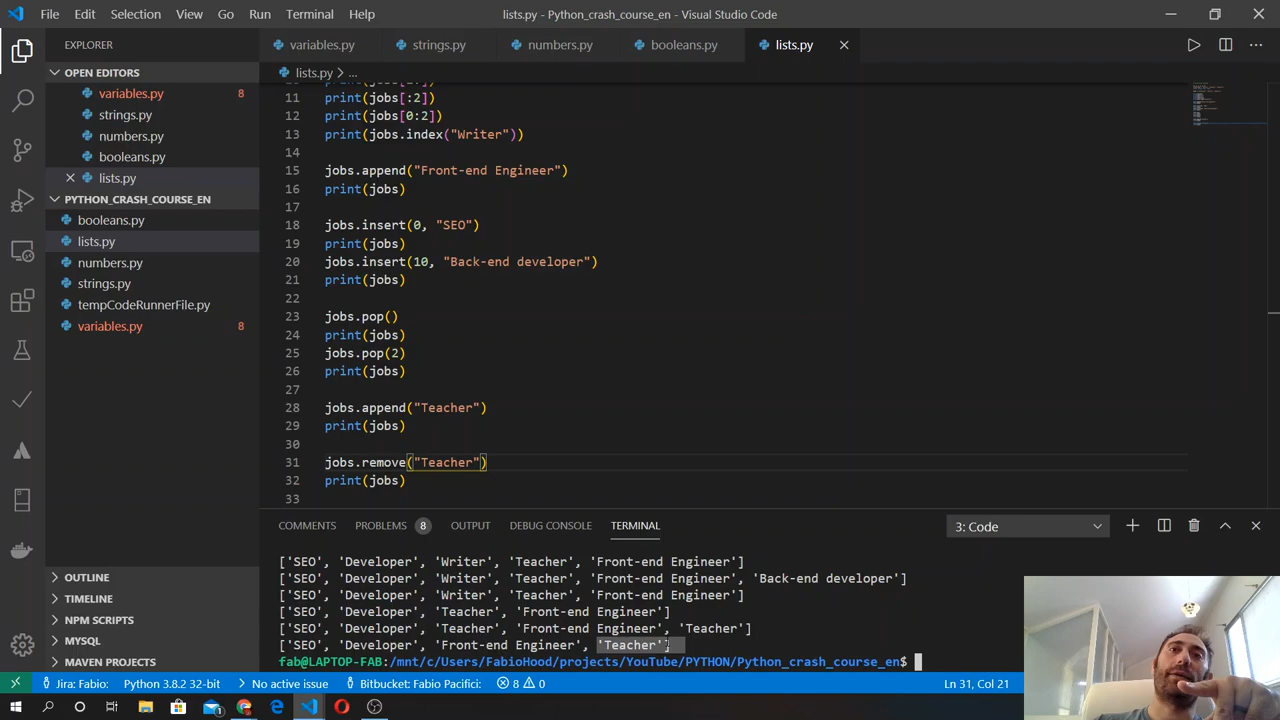 File Edit Selection View Go Run Terminal Help lists.py - Python_crash_course_en - Visual Studio Code
EXPLORER ...
variables.py strings.py numbers.py booleans.py lists.py
OPEN EDITORS
lists.py > ...
variables.py 8
strings.py
numbers.py
booleans.py
lists.py
PYTHON_CRASH_COURSE_EN
booleans.py
lists.py
numbers.py
strings.py
tempCodeRunnerFile.py
variables.py 8
OUTLINE
TIMELINE
NPM SCRIPTS
MYSQL
MAVEN PROJECTS
11 print(jobs[:2])
12 print(jobs[0:2])
13 print(jobs.index("Writer"))
14
15 jobs.append("Front-end Engineer")
16 print(jobs)
17
18 jobs.insert(0, "SEO")
19 print(jobs)
20 jobs.insert(10, "Back-end developer")
21 print(jobs)
22
23 jobs.pop()
24 print(jobs)
25 jobs.pop(2)
26 print(jobs)
27
28 jobs.append("Teacher")
29 print(jobs)
30
31 jobs.remove("Teacher")
32 print(jobs)
33
COMMENTS PROBLEMS 8 OUTPUT DEBUG CONSOLE TERMINAL 3: Code
['SEO', 'Developer', 'Writer', 'Teacher', 'Front-end Engineer']
['SEO', 'Developer', 'Writer', 'Teacher', 'Front-end Engineer', 'Back-end developer']
['SEO', 'Developer', 'Writer', 'Teacher', 'Front-end Engineer']
['SEO', 'Developer', 'Teacher', 'Front-end Engineer']
['SEO', 'Developer', 'Teacher', 'Front-end Engineer', 'Teacher']
['SEO', 'Developer', 'Front-end Engineer', 'Teacher']
fab@LAPTOP-FAB:/mnt/c/Users/FabioHood/projects/YouTube/PYTHON/Python_crash_course_en$
Jira: Fabio: Python 3.8.2 32-bit No active issue Bitbucket: Fabio Pacifici: 8 0 Ln 31, Col 21